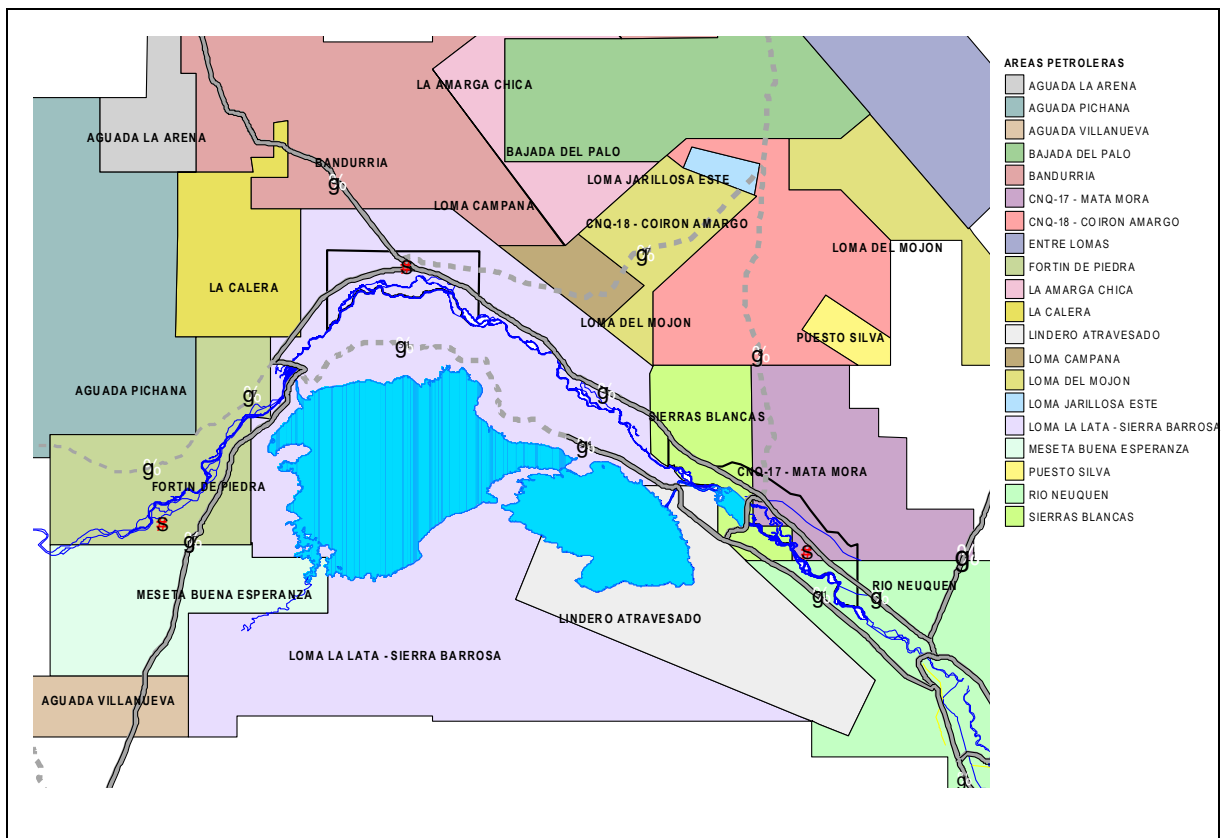 AREAS PETROLERAS
AGUADA LA ARENA
AGUADA PICHANA
AGUADA VILLANUEVA
BAJADA DEL PALO
BANDURRIA
CNQ-17 - MATA MORA
CNQ-18 - COIRON AMARGO
ENTRE LOMAS
FORTIN DE PIEDRA
LA AMARGA CHICA
LA CALERA
LINDERO ATRAVESADO
LOMA CAMPANA
LOMA DEL MOJON
LOMA JARILLOSA ESTE
LOMA LA LATA - SIERRA BARROSA
MESETA BUENA ESPERANZA
PUESTO SILVA
RIO NEUQUEN
SIERRAS BLANCAS
LA AMARGA CHICA
AGUADA LA ARENA
BAJADA DEL PALO
BANDURRIA
LOMA JARILLOSA ESTE
LOMA CAMPANA
CNQ-18 - COIRON AMARGO
LOMA DEL MOJON
LA CALERA
LOMA DEL MOJON
PUESTO SILVA
AGUADA PICHANA
SIERRAS BLANCAS
CNQ-17 - MATA MORA
FORTIN DE PIEDRA
RIO NEUQUEN
MESETA BUENA ESPERANZA
LINDERO ATRAVESADO
LOMA LA LATA - SIERRA BARROSA
AGUADA VILLANUEVA